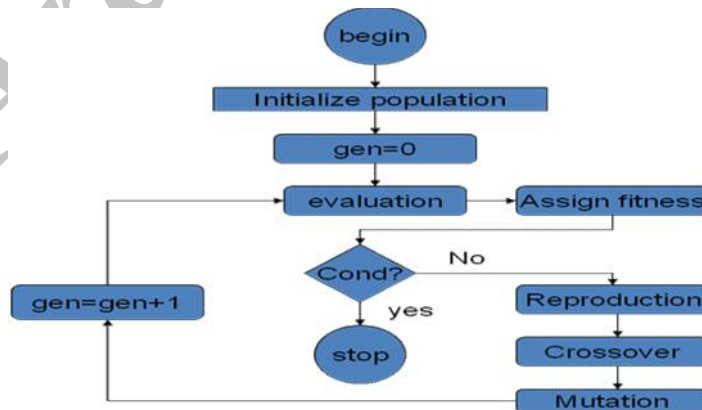 begin
Initialize population
gen=0
evaluation
Assign fitness
Cond?
No
yes
gen=gen+1
Reproduction
stop
Crossover
Mutation